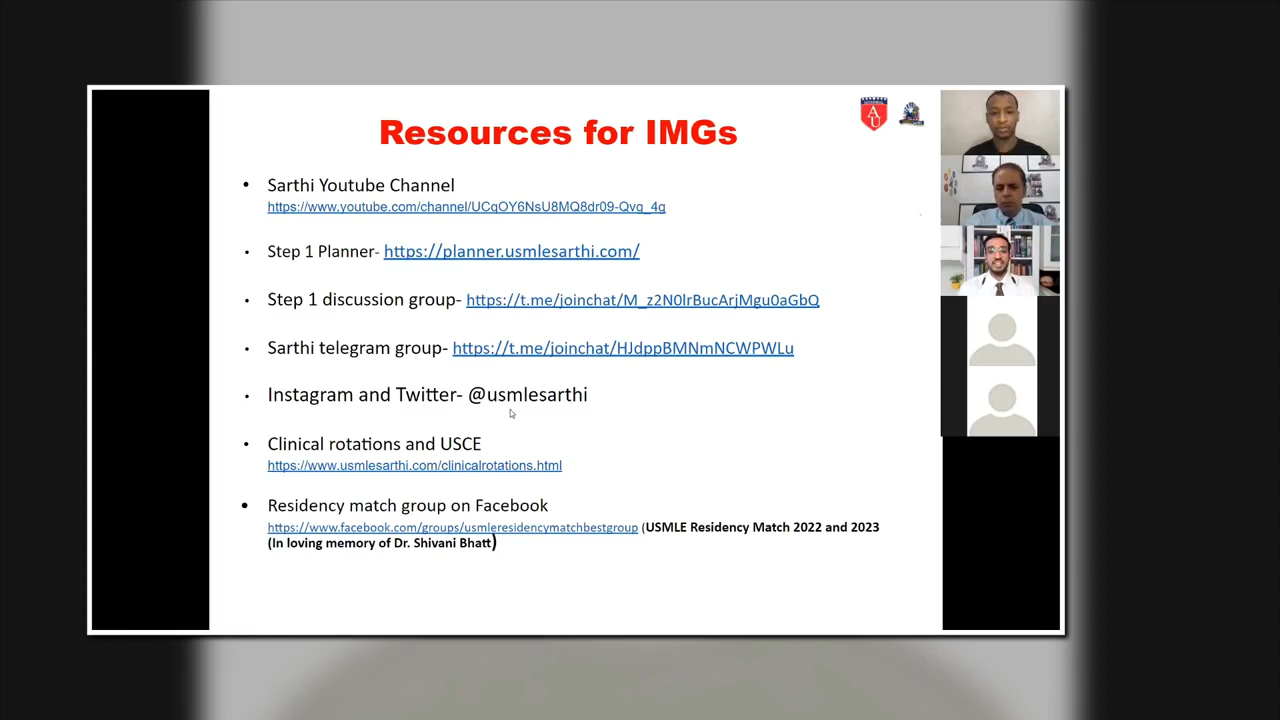 Resources for IMGs
A
U
• Sarthi Youtube Channel
https://www.youtube.com/channel/UCqOY6NsU8MQ8dr09-Qvg_4g
• Step 1 Planner- https://planner.usmlesarthi.com/
• Step 1 discussion group- https://t.me/joinchat/M_z2N0lrBucArjMgu0aGbQ
• Sarthi telegram group- https://t.me/joinchat/HJdppBMNmNCWPWLu
• Instagram and Twitter- @usmlesarthi
• Clinical rotations and USCE
https://www.usmlesarthi.com/clinicalrotations.html
• Residency match group on Facebook
https://www.facebook.com/groups/usmleresidencymatchbestgroup (USMLE Residency Match 2022 and 2023
(In loving memory of Dr. Shivani Bhatt)